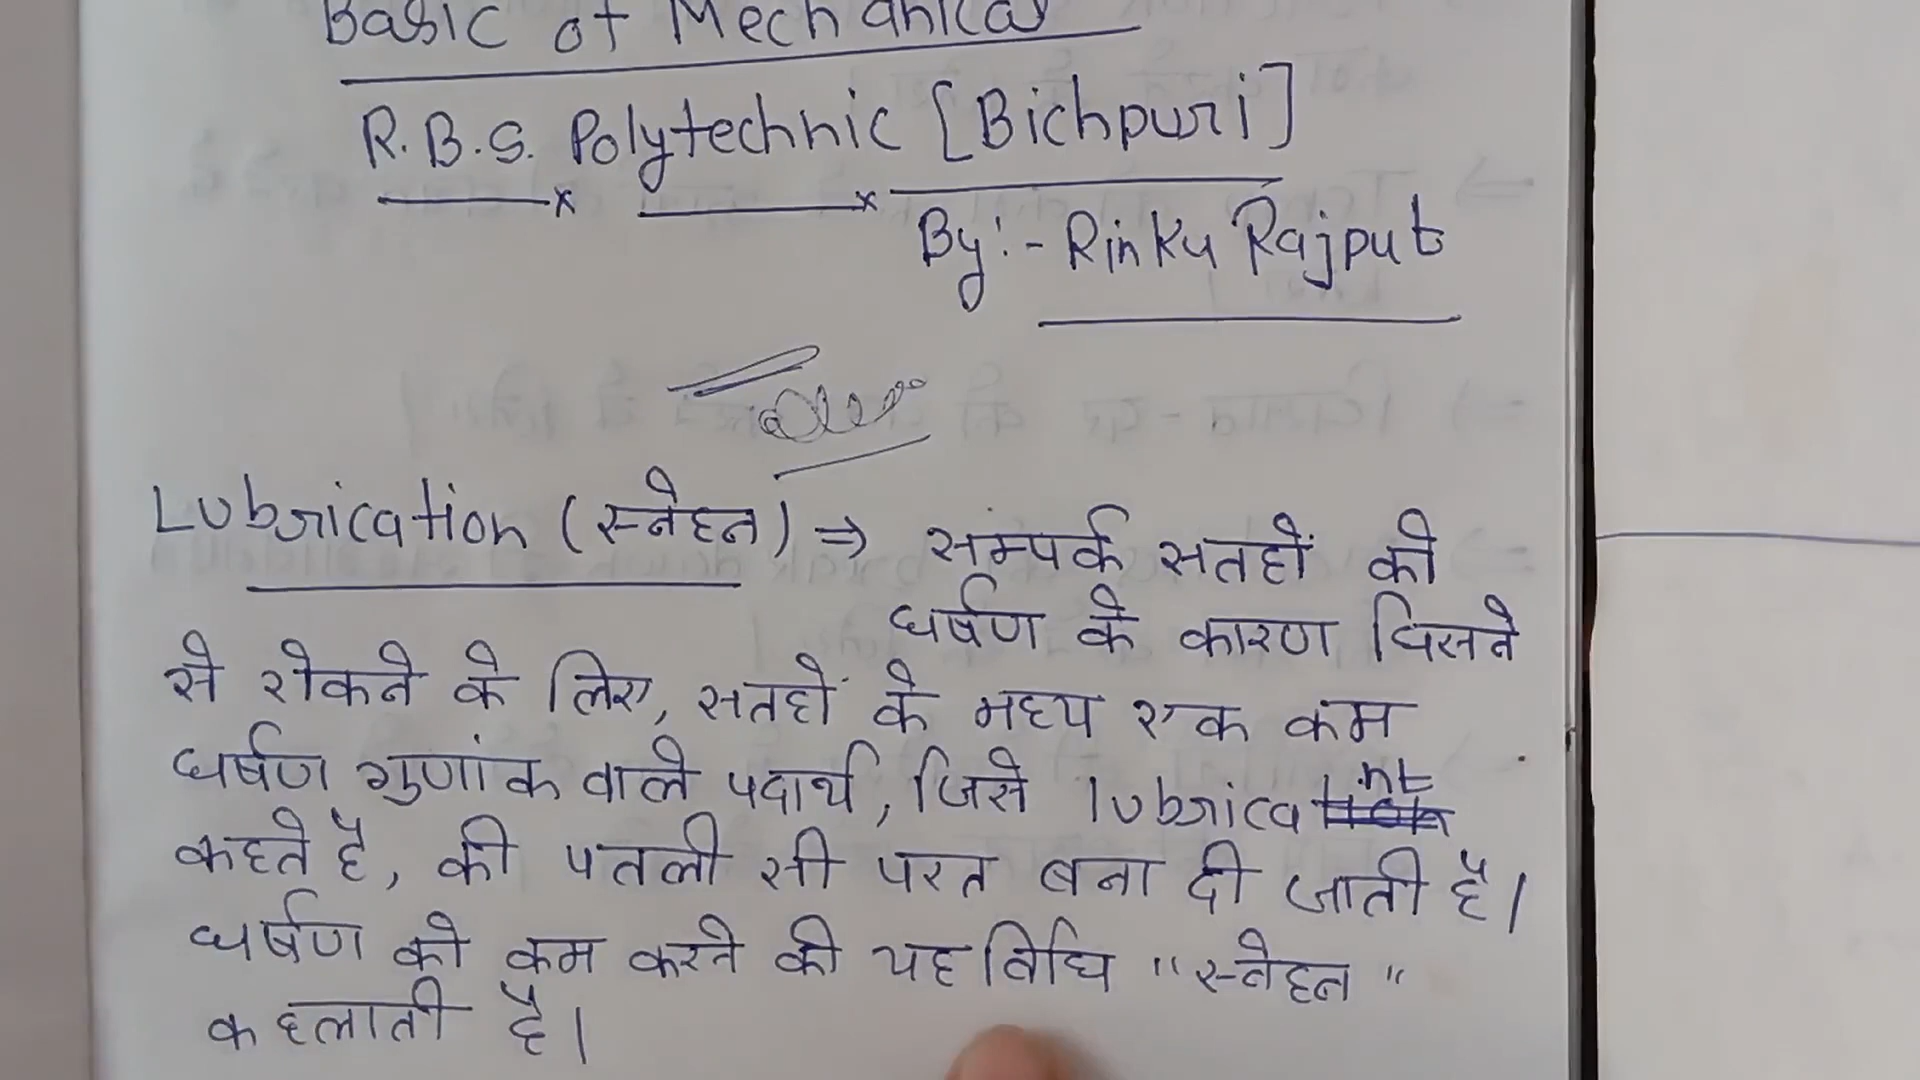 Basic of Mechanical
R.B.S. Polytechnic [Bichpuri]
By:- Rinku Rajput
Lubrication (स्नेहन) ⇒ सम्पर्क सतहों को
घर्षण के कारण घिसने
से रोकने के लिए, सतहों के मध्य एक कम
घर्षण गुणांक वाले पदार्थ, जिसे lubricant
कहते है, की पतली सी परत बना दी जाती है।
घर्षण को कम करने की यह विधि "स्नेहन"
कहलाती है।